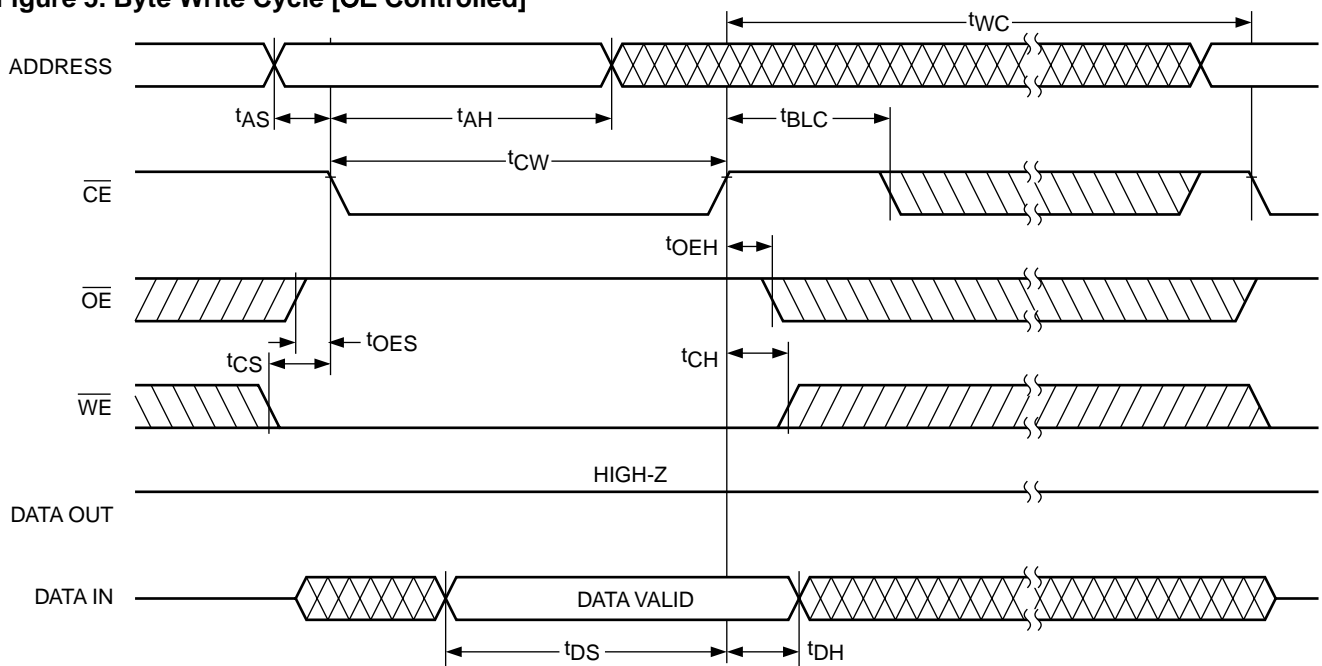 Figure 5. Byte Write Cycle [OE Controlled]
tWC
ADDRESS
tAS
tAH
tBLC
tCW
CE
tOEH
OE
tOES
tCS
tCH
WE
HIGH-Z
DATA OUT
DATA IN
DATA VALID
tDS
tDH